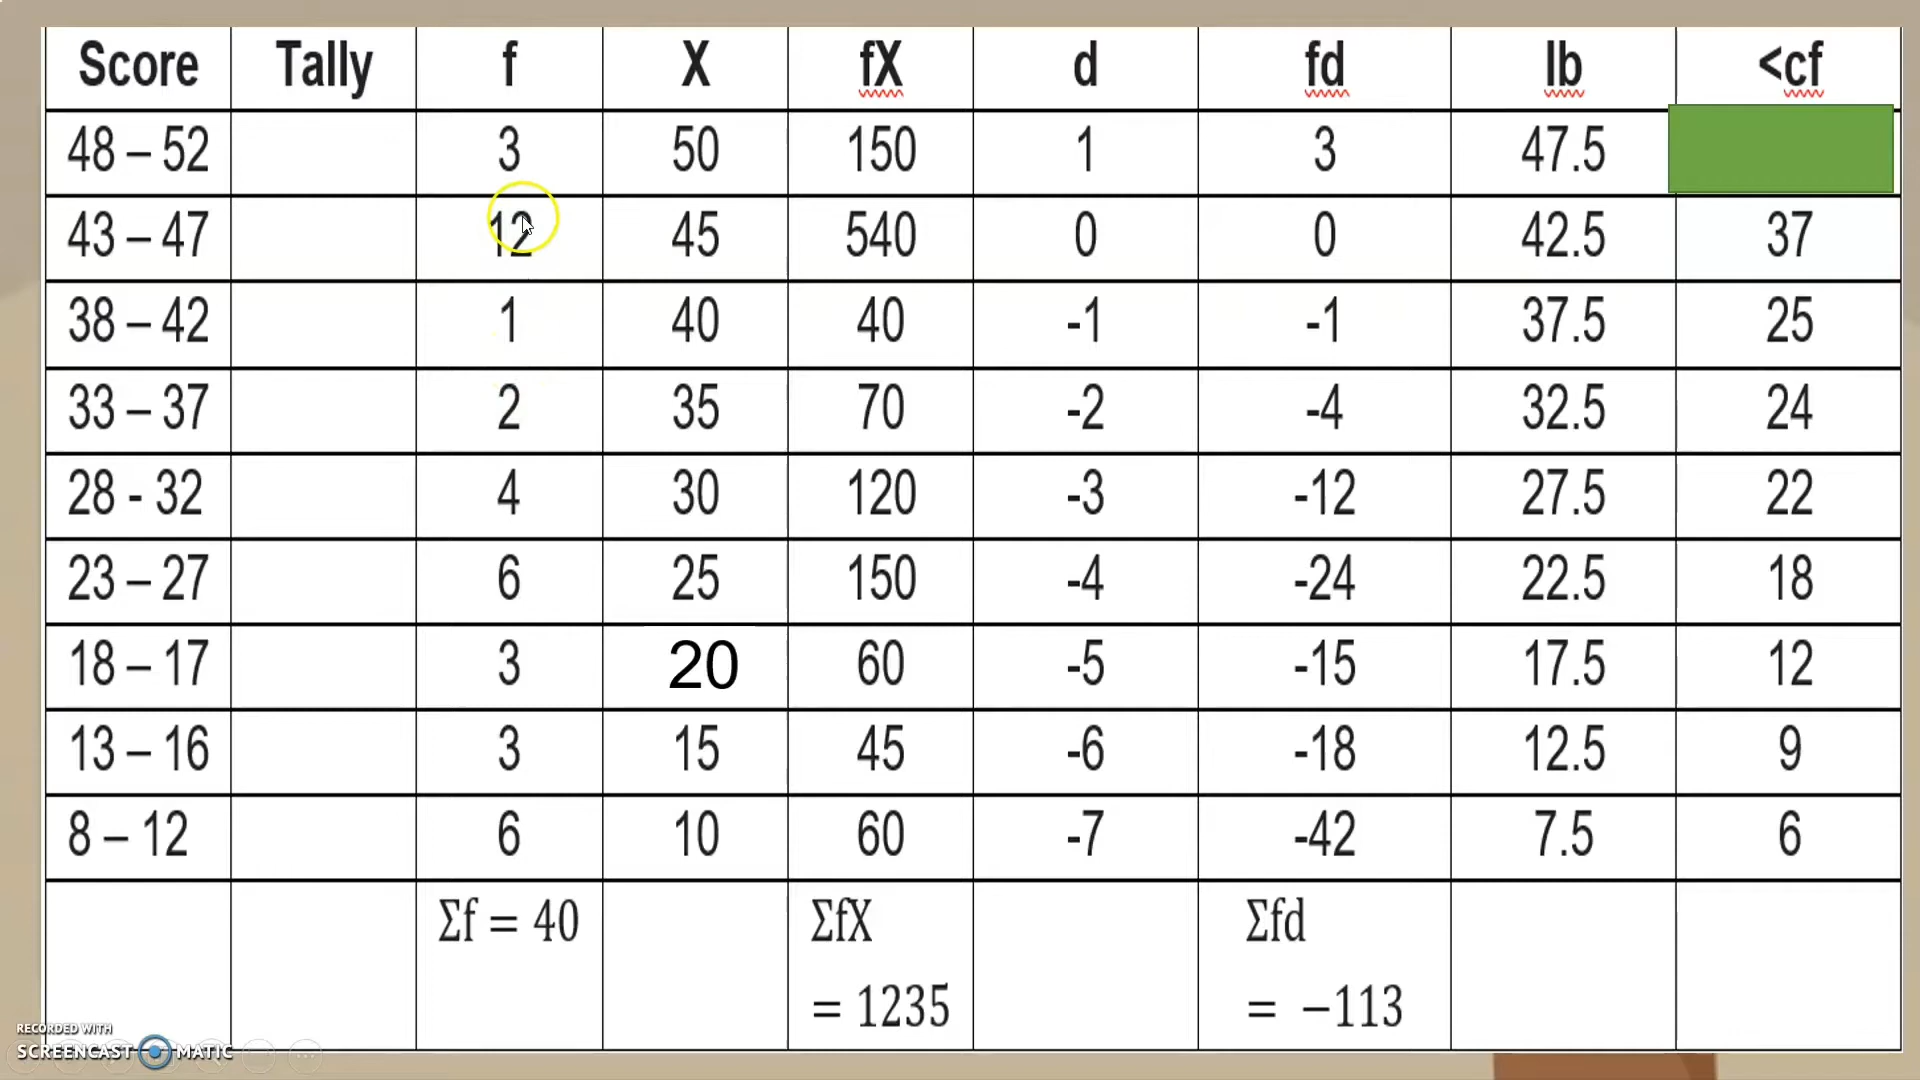 Score Tally f X fX d fd lb <cf
48 – 52 3 50 150 1 3 47.5
43 – 47 12 45 540 0 0 42.5 37
38 – 42 1 40 40 -1 -1 37.5 25
33 – 37 2 35 70 -2 -4 32.5 24
28 - 32 4 30 120 -3 -12 27.5 22
23 – 27 6 25 150 -4 -24 22.5 18
18 – 17 3 20 60 -5 -15 17.5 12
13 – 16 3 15 45 -6 -18 12.5 9
8 – 12 6 10 60 -7 -42 7.5 6
Σf = 40 ΣfX Σfd
= 1235 = −113
RECORDED WITH
SCREENCAST MATIC